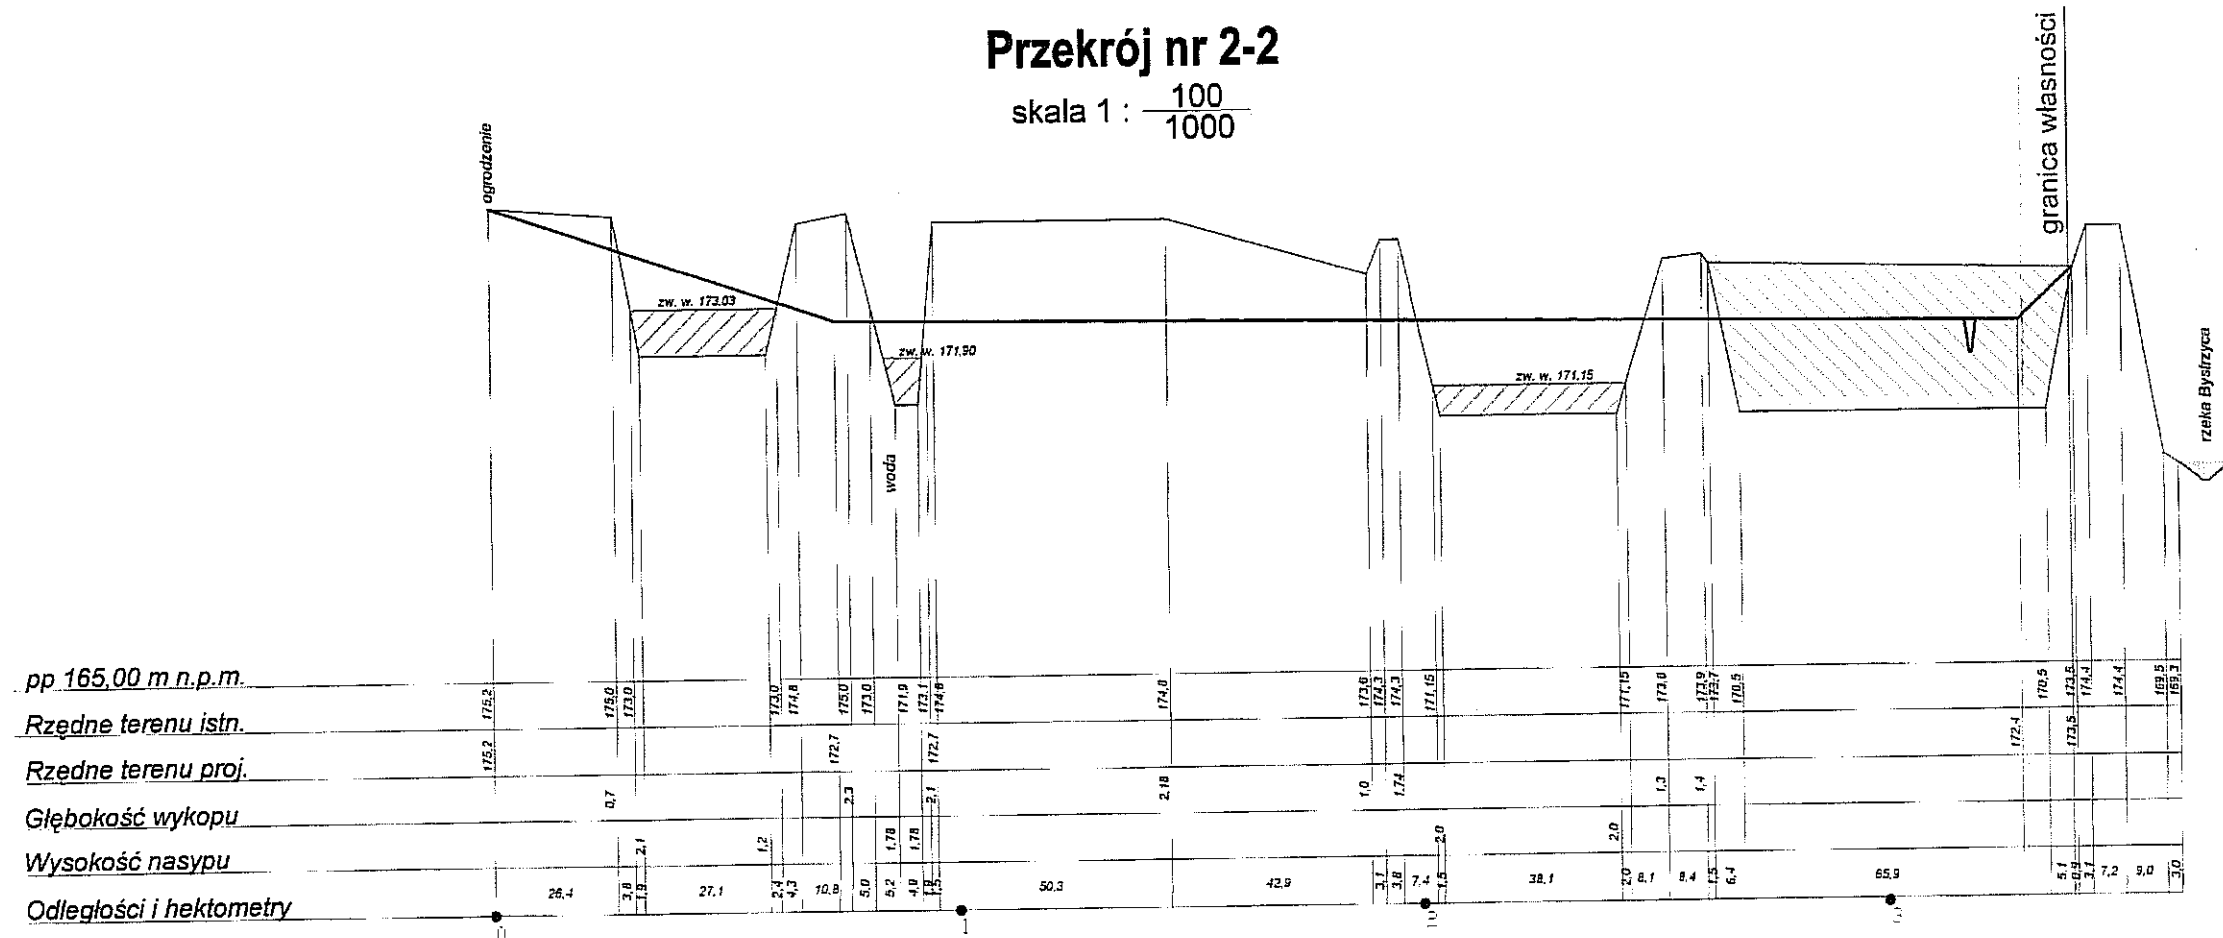 Przekrój nr 2-2
skala 1 : 100
1000
ogrodzenie
granica własności
zw. w. 173,03
zw. w. 171,90
zw. w. 171,15
woda
rzeka Bystrzyca
pp 165,00 m n.p.m.
175,2 175,0 173,0 173,0 174,8 175,0 173,0 171,9 173,1 174,8 174,8 173,6 174,3 174,3 171,15 171,15 173,8 173,9 173,7 170,5 170,5 173,5 174,4 174,4 169,5 169,3
Rzędne terenu istn.
175,2 172,7 172,7 172,4 173,5
Rzędne terenu proj.
0,7 2,3 2,1 2,18 1,0 1,74 1,3 1,4
Głębokość wykopu
2,1 1,2 1,78 1,78 2,0 2,0
Wysokość nasypu
26,4 3,8 1,9 27,1 2,4 4,3 10,8 5,0 5,2 4,9 1,9 1,5 50,3 42,9 3,1 3,8 7,4 1,5 38,1 2,0 8,1 8,4 1,5 6,4 65,9 5,1 0,9 3,1 7,2 9,0 3,0
Odległości i hektometry
0 1